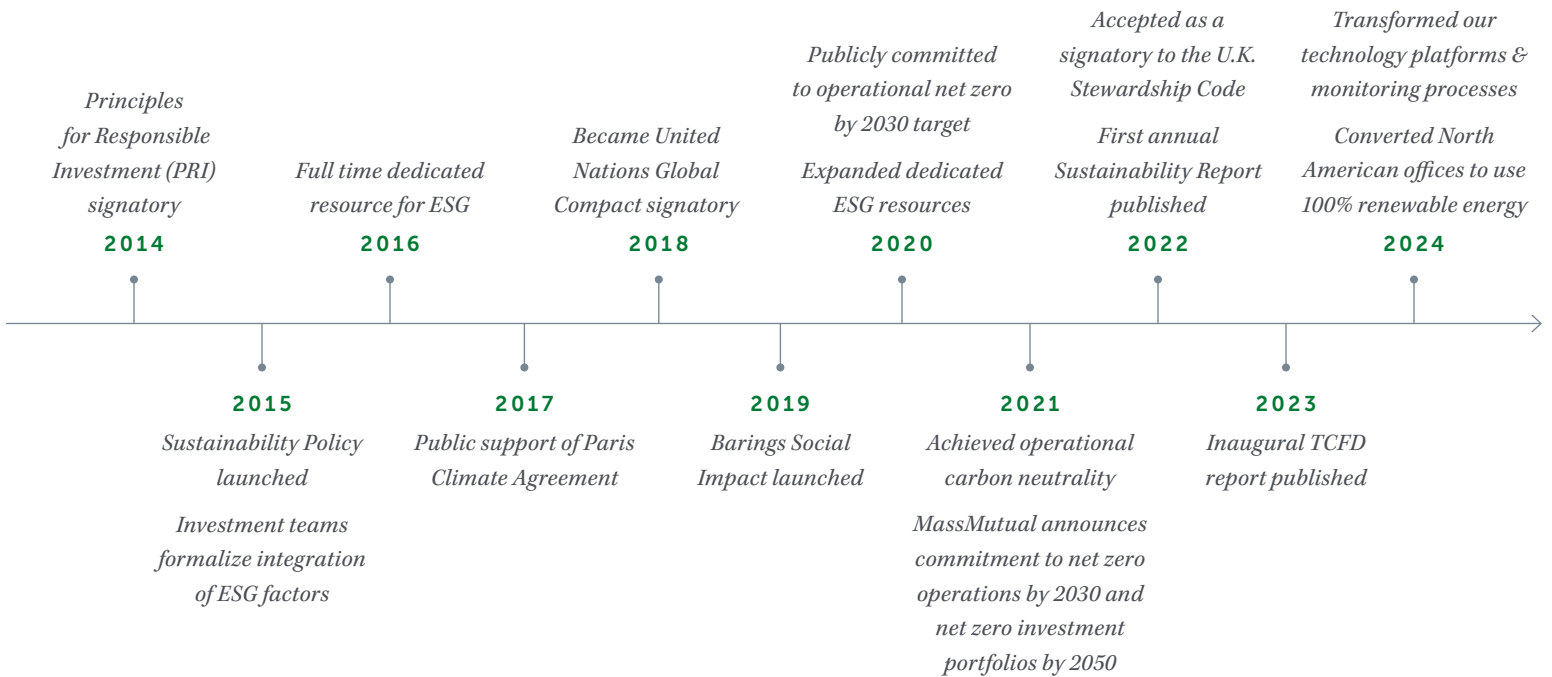 Principles
for Responsible
Investment (PRI)
signatory
2014
Sustainability Policy
launched
Investment teams
formalize integration
of ESG factors
2015
Full time dedicated
resource for ESG
2016
Public support of Paris
Climate Agreement
2017
Became United
Nations Global
Compact signatory
2018
Barings Social
Impact launched
2019
Publicly committed
to operational net zero
by 2030 target
Expanded dedicated
ESG resources
2020
2021
Achieved operational
carbon neutrality
MassMutual announces
commitment to net zero
operations by 2030 and
net zero investment
portfolios by 2050
Accepted as a
signatory to the U.K.
Stewardship Code
First annual
Sustainability Report
published
2022
2023
Inaugural TCFD
report published
Transformed our
technology platforms &
monitoring processes
Converted North
American offices to use
100% renewable energy
2024